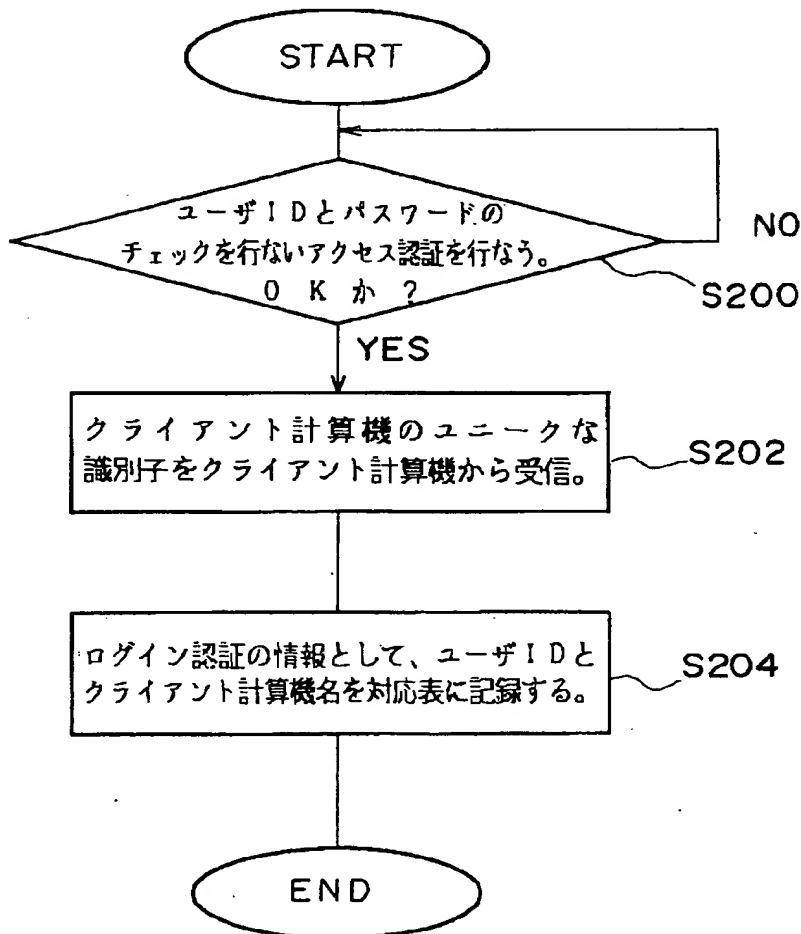 START
ユーザIDとパスワードの
チェックを行ないアクセス認証を行なう。
OKか?
NO
S200
YES
クライアント計算機のユニークな
識別子をクライアント計算機から受信。
S202
ログイン認証の情報として、ユーザIDと
クライアント計算機名を対応表に記録する。
S204
END